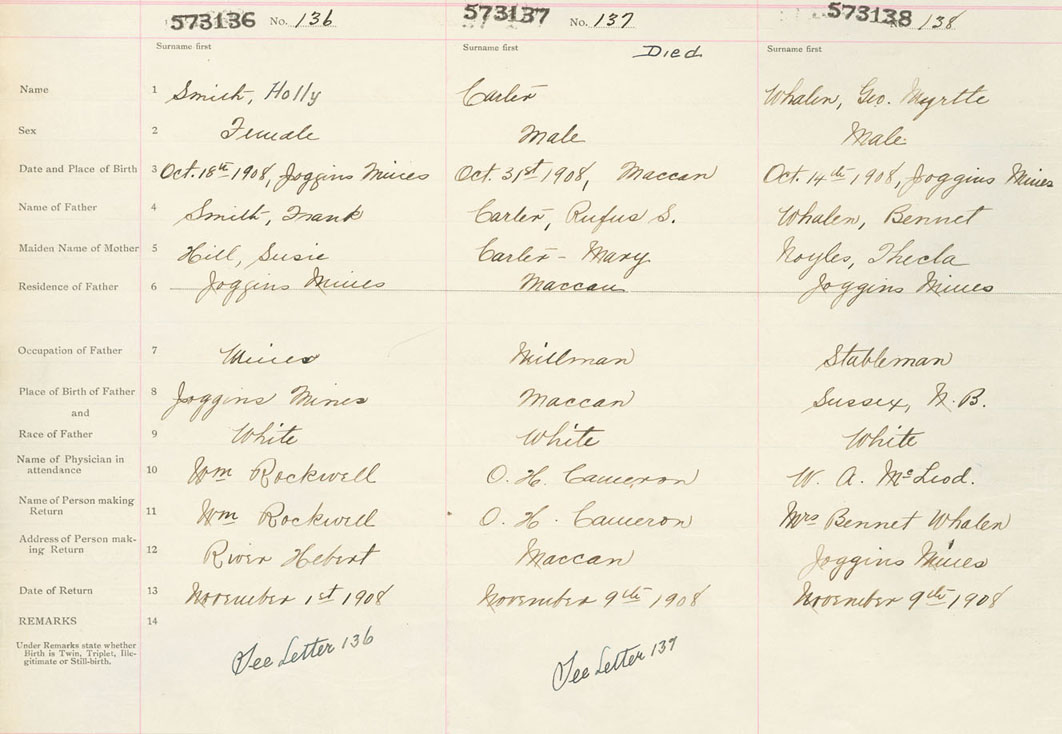 573136 No. 136 573137 No. 137 573138 138
Surname first Surname first Died Surname first
Name 1 Smith, Holly Carter Whalen, Geo. Myrtle
Sex 2 Female Male Male
Date and Place of Birth 3 Oct. 18th 1908, Joggins Mines Oct. 31st 1908, Maccan Oct. 14th 1908, Joggins Mines
Name of Father 4 Smith, Frank Carter, Rufus S. Whalen, Bennet
Maiden Name of Mother 5 Hill, Susie Carter - Mary Noyles, Thecla
Residence of Father 6 Joggins Mines Maccan Joggins Mines
Occupation of Father 7 Miner Millman Stableman
Place of Birth of Father 8 Joggins Mines Maccan Sussex, N. B.
and
Race of Father 9 White White White
Name of Physician in
attendance 10 Wm Rockwell O. H. Cameron W. A. McLeod.
Name of Person making
Return 11 Wm Rockwell O. H. Cameron Mrs Bennet Whalen
Address of Person mak-
ing Return 12 River Hebert Maccan Joggins Mines
Date of Return 13 November 1st 1908 November 9th 1908 November 9th 1908
REMARKS 14
Under Remarks state whether
Birth is Twin, Triplet, Ille-
gitimate or Still-birth.
See Letter 136 See Letter 137